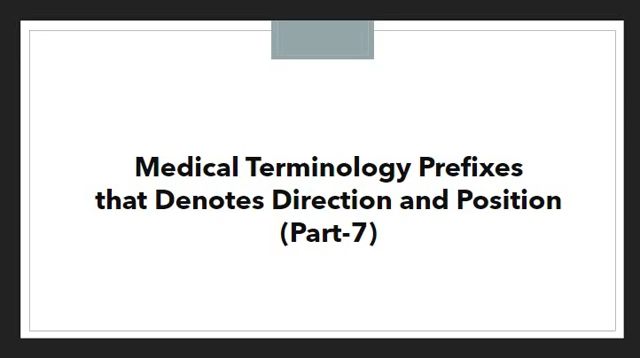 Medical Terminology Prefixes
that Denotes Direction and Position
(Part-7)